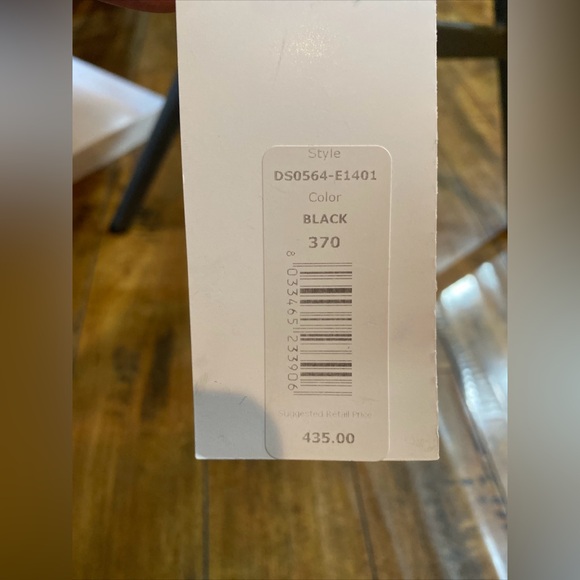 Style
DS0564-E1401
Color
BLACK
370
8 033465 233906
Suggested Retail Price
435.00